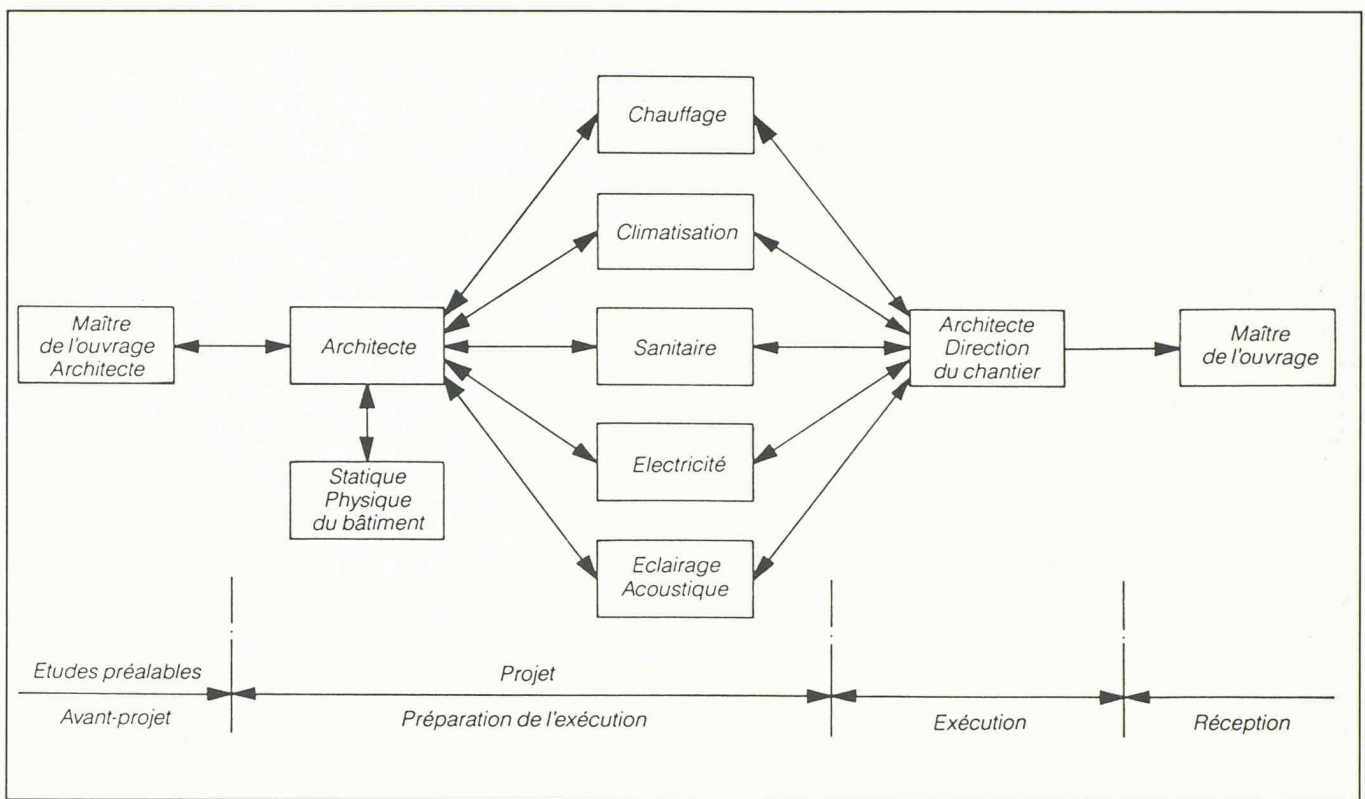 Chauffage
Climatisation
Maître
de l'ouvrage
Architecte
Architecte
Sanitaire
Architecte
Direction
du chantier
Maître
de l'ouvrage
Statique
Physique
du bâtiment
Electricité
Eclairage
Acoustique
Etudes préalables
Projet
Avant-projet
Préparation de l'exécution
Exécution
Réception